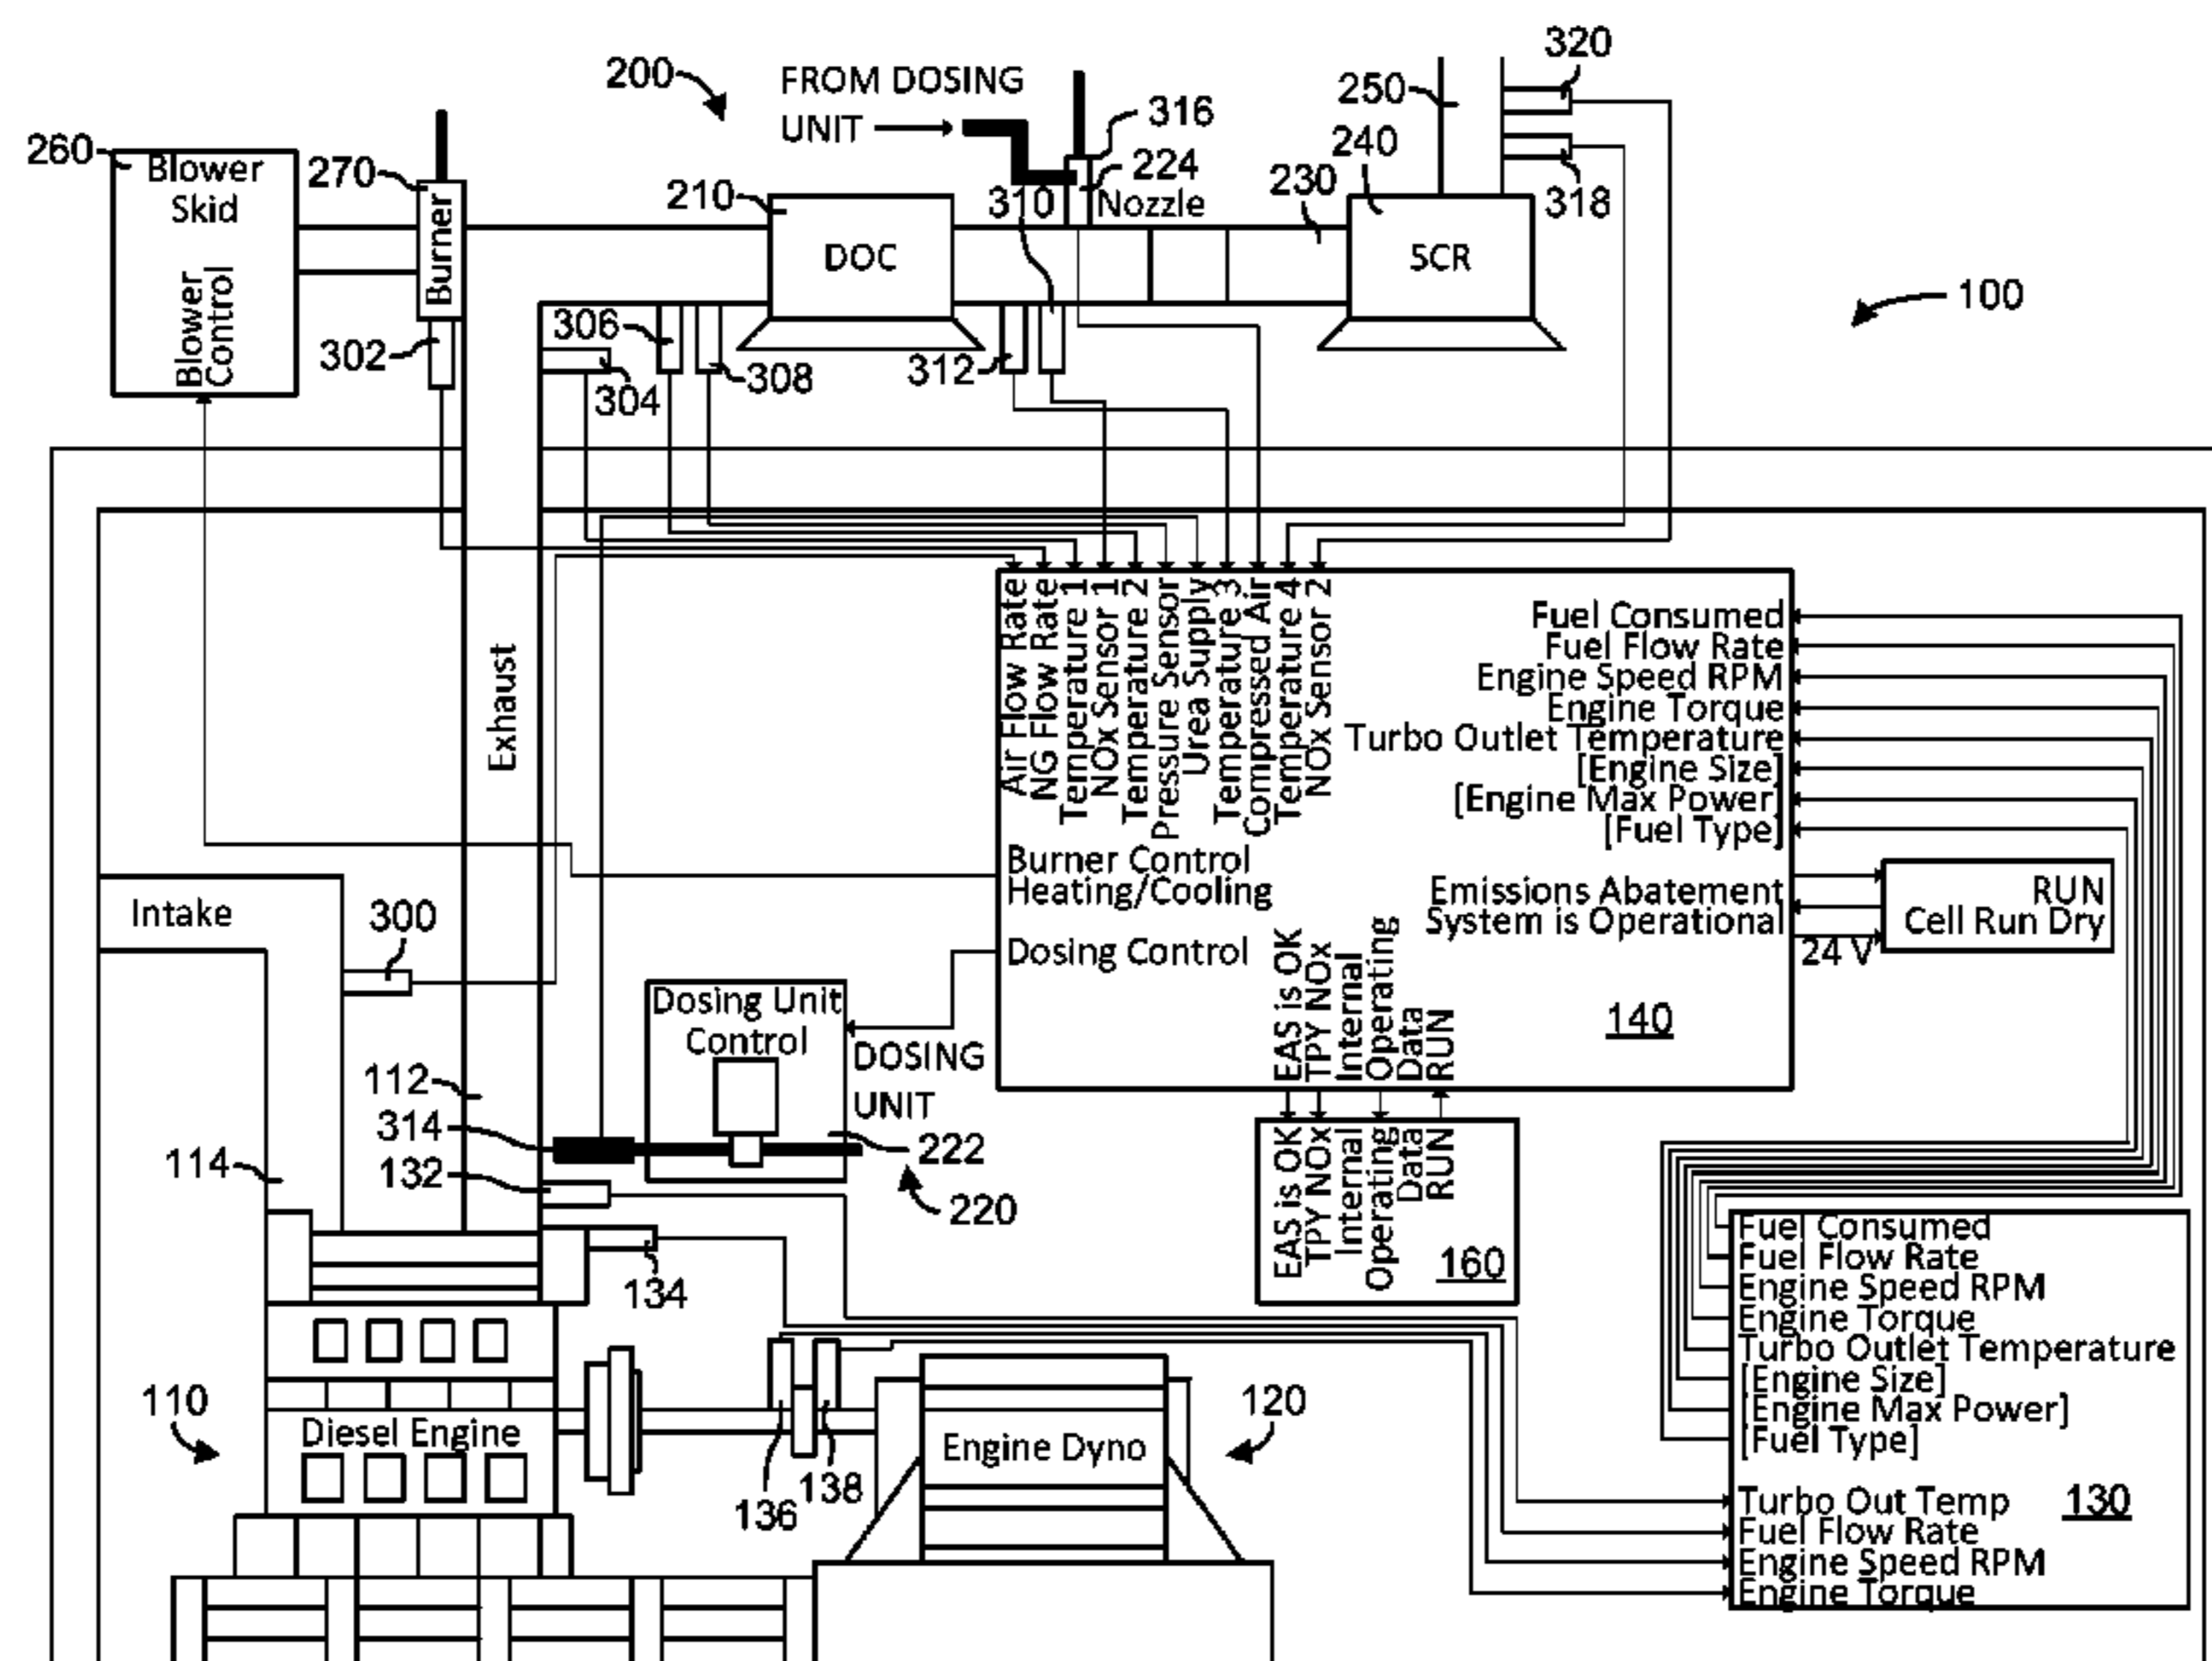 320
200
FROM DOSING
UNIT
316
250
240
260
Blower
Skid
Blower
Control
270
Burner
224
Nozzle
230
318
210
310
DOC
SCR
100
302
306
308
304
312
Exhaust
Air Flow Rate
NG Flow Rate
Temperature 1
NOx Sensor 1
Temperature 2
Pressure Sensor
Urea Supply
Temperature 3
Compressed Air
Temperature 4
NOx Sensor 2
Fuel Consumed
Fuel Flow Rate
Engine Speed RPM
Engine Torque
Turbo Outlet Temperature
[Engine Size]
[Engine Max Power]
[Fuel Type]
Burner Control
Heating/Cooling
Emissions Abatement
System is Operational
Dosing Control
RUN
Cell Run Dry
24 V
EAS is OK
TPY NOx
Internal
Operating
Data
RUN
140
Intake
300
Dosing Unit
Control
DOSING
UNIT
112
314
222
114
132
220
134
EAS is OK
TPY NOx
Internal
Operating
Data
RUN
160
Fuel Consumed
Fuel Flow Rate
Engine Speed RPM
Engine Torque
Turbo Outlet Temperature
[Engine Size]
[Engine Max Power]
[Fuel Type]
Turbo Out Temp
Fuel Flow Rate
Engine Speed RPM
Engine Torque
130
110
Diesel Engine
136
138
Engine Dyno
120